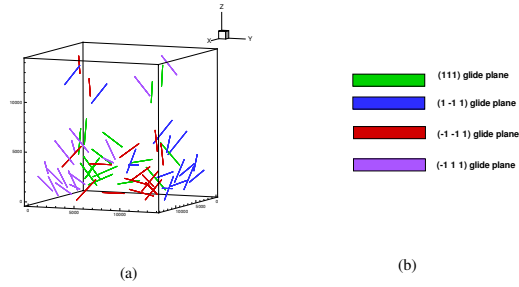 Z
X
Y
(111) glide plane
(1 -1 1) glide plane
(-1 -1 1) glide plane
(-1 1 1) glide plane
10000
5000
0
0
5000
10000
10000
5000
0
(a)
(b)